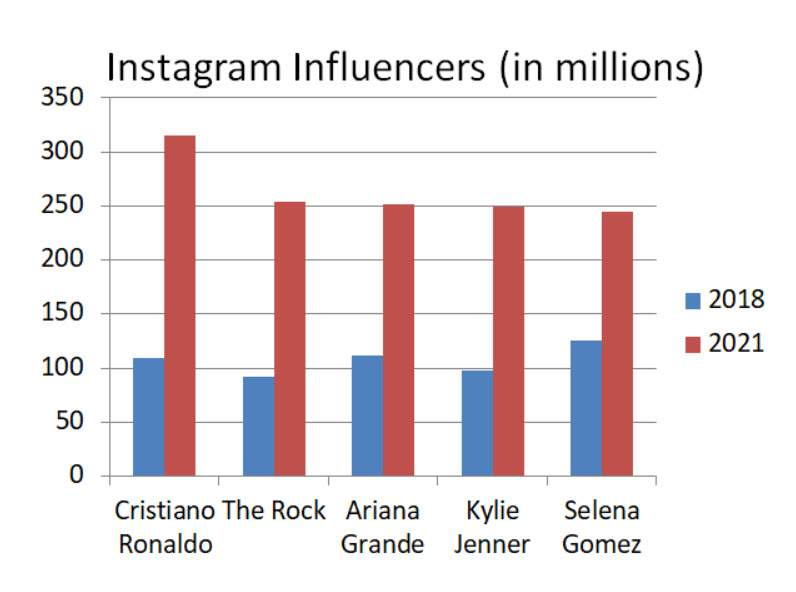 Instagram Influencers (in millions)
350
300
250
200
150
100
50
0
2018
2021
Cristiano Ronaldo
The Rock
Ariana Grande
Kylie Jenner
Selena Gomez